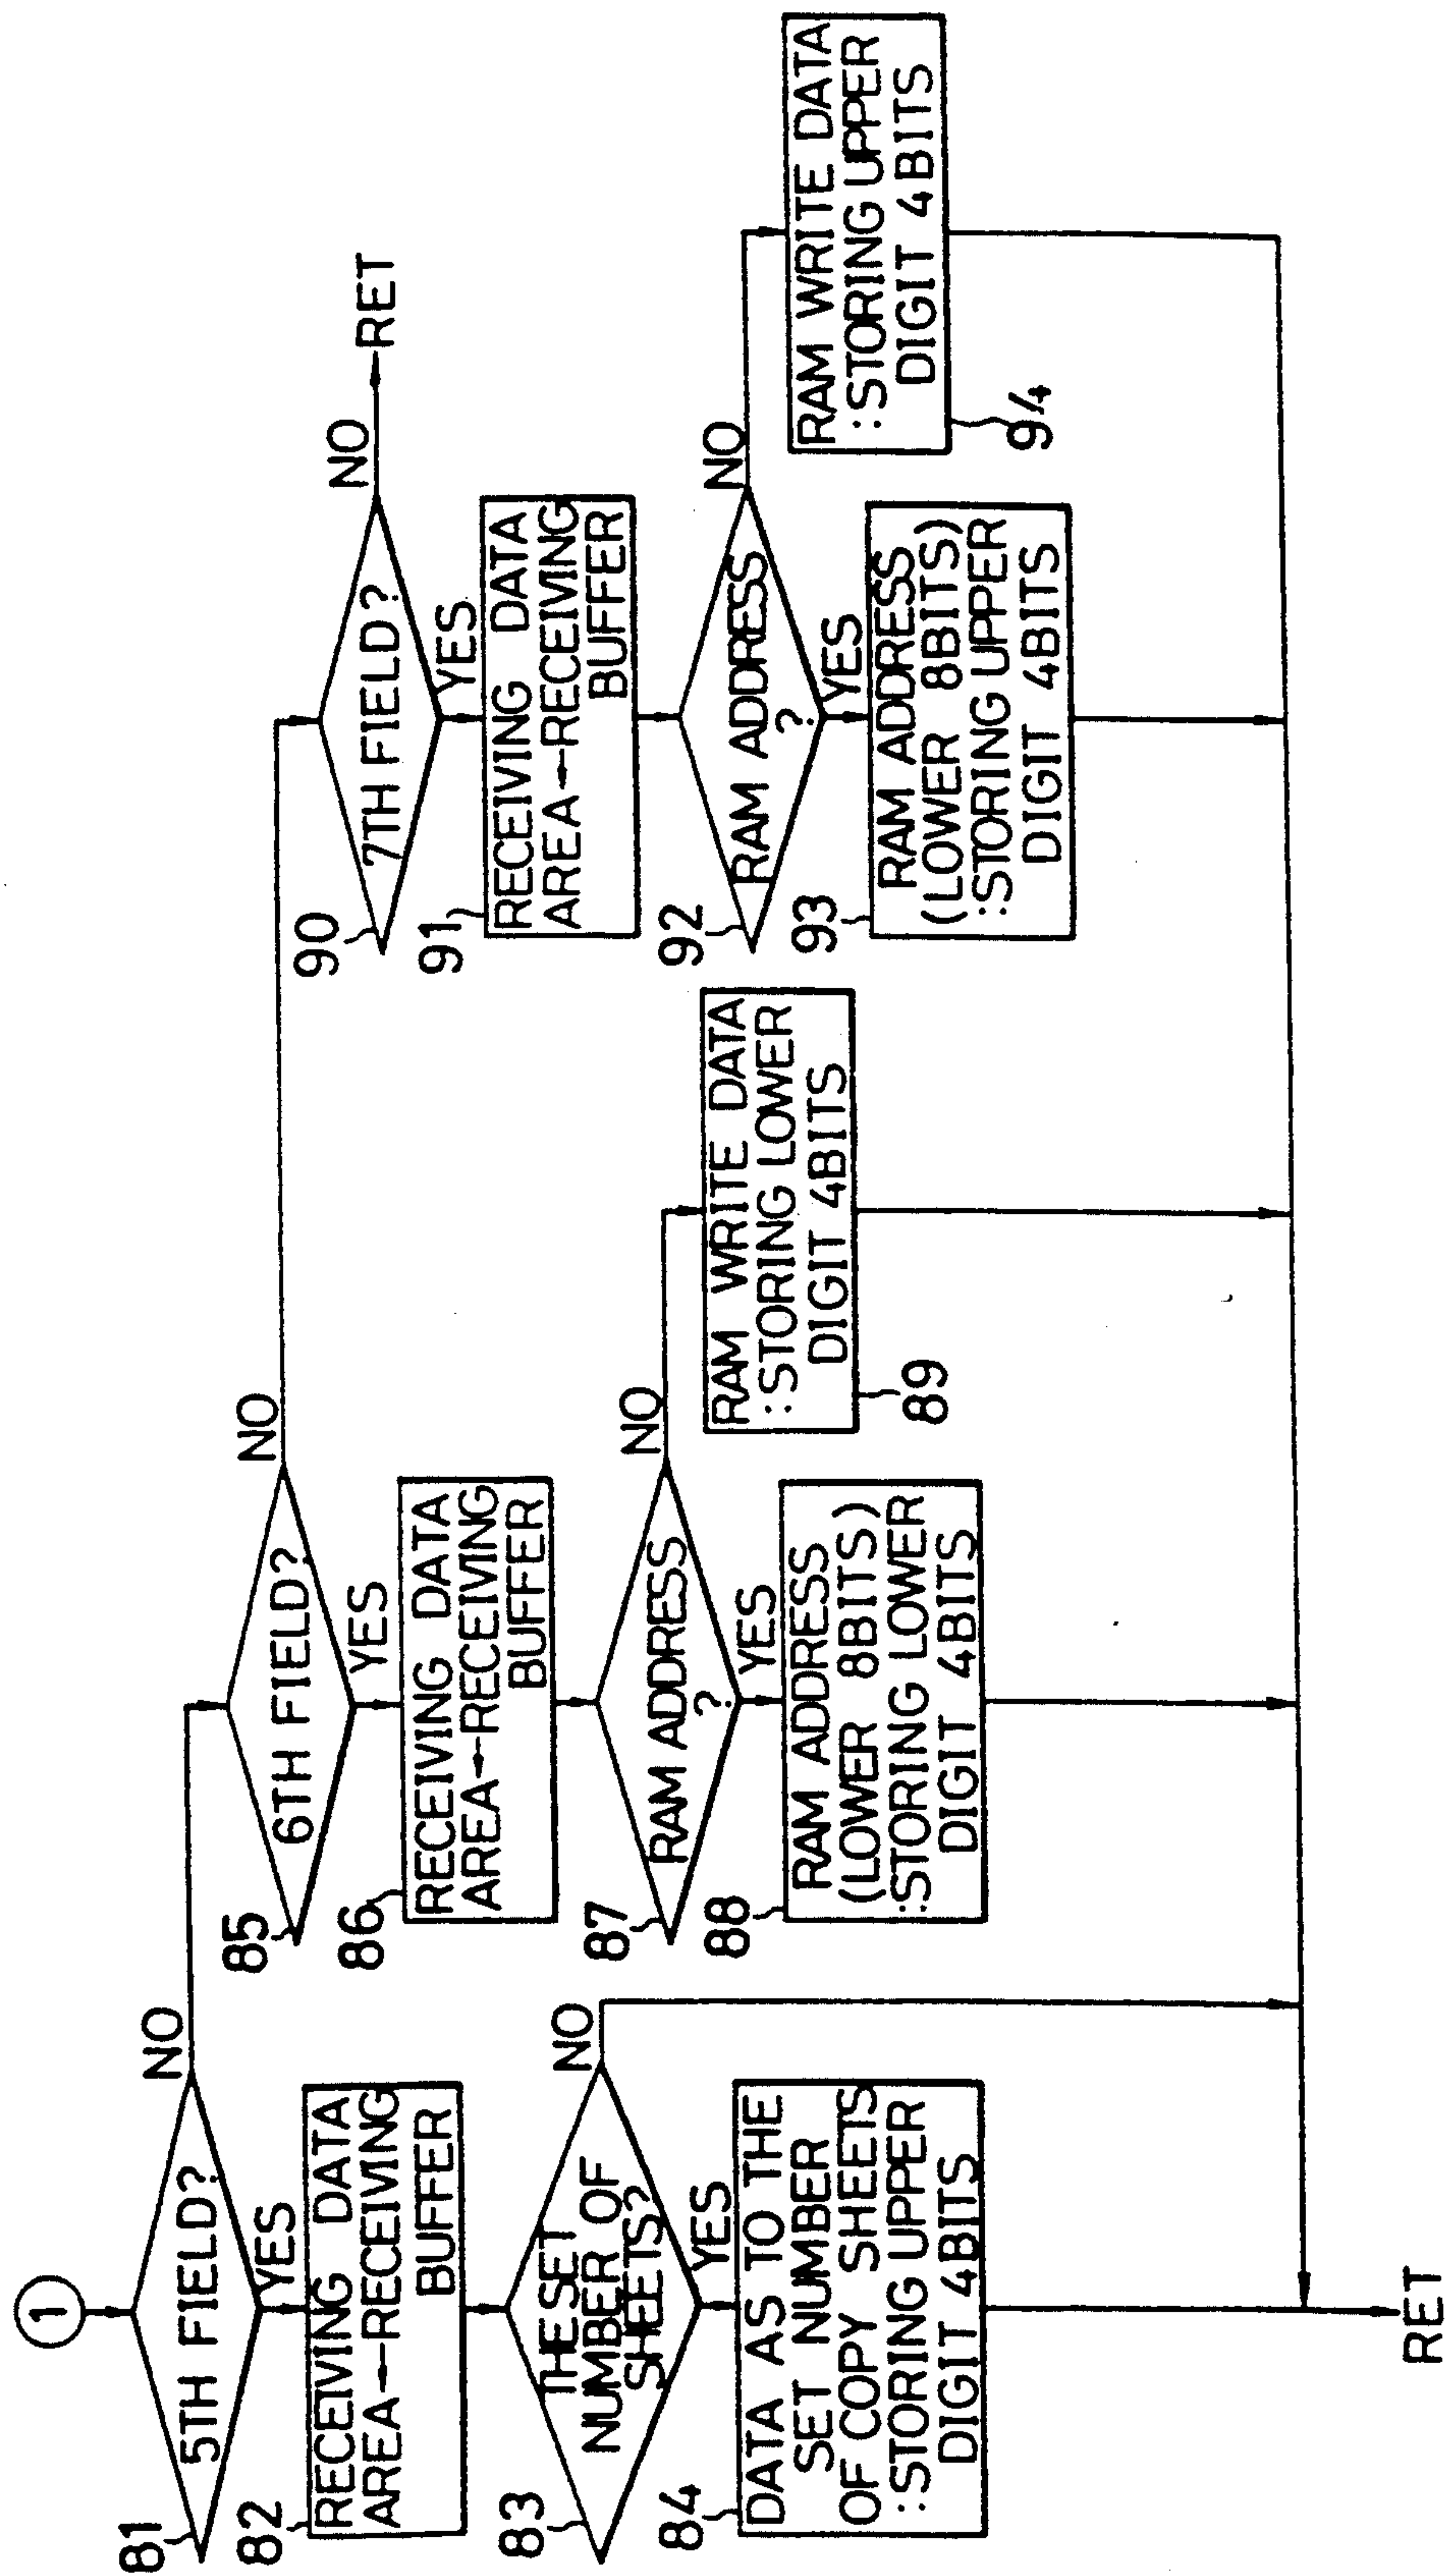 1
81
5TH FIELD?
NO
YES
82
RECEIVING DATA
AREA←RECEIVING
BUFFER
83
THE SET
NUMBER OF
SHEETS?
NO
YES
84
DATA AS TO THE
SET NUMBER
OF COPY SHEETS
:STORING UPPER
DIGIT 4BITS
RET
85
6TH FIELD?
NO
YES
86
RECEIVING DATA
AREA←RECEIVING
BUFFER
87
RAM ADDRESS
?
NO
YES
88
RAM ADDRESS
(LOWER 8BITS)
:STORING LOWER
DIGIT 4BITS
RAM WRITE DATA
:STORING LOWER
DIGIT 4BITS
89
90
7TH FIELD?
NO
RET
YES
91
RECEIVING DATA
AREA←RECEIVING
BUFFER
92
RAM ADDRESS
?
NO
YES
93
RAM ADDRESS
(LOWER 8BITS)
:STORING UPPER
DIGIT 4BITS
RAM WRITE DATA
:STORING UPPER
DIGIT 4BITS
94